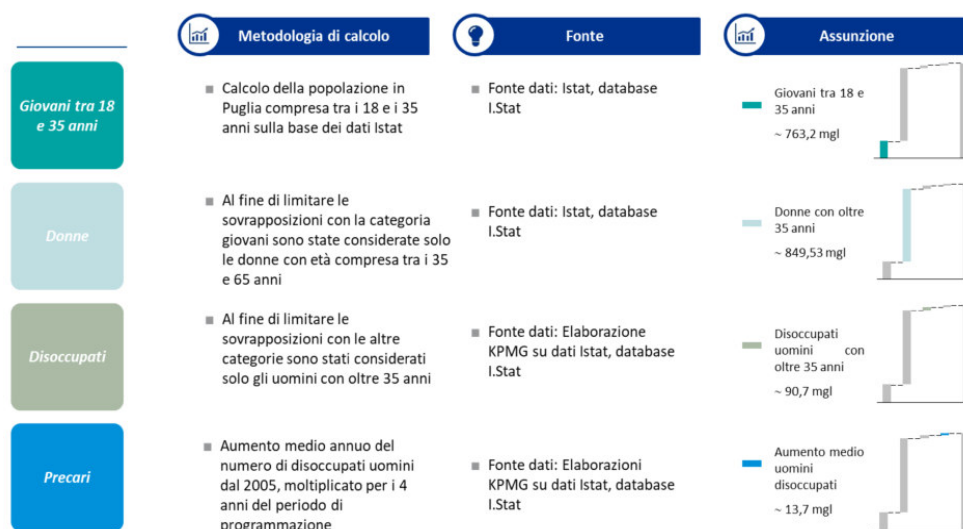 Metodologia di calcolo
Fonte
Assunzione
Giovani tra 18
e 35 anni
Calcolo della popolazione in
Puglia compresa tra i 18 e i 35
anni sulla base dei dati Istat
Fonte dati: Istat, database
I.Stat
Giovani tra 18 e
35 anni
~ 763,2 mgl
Donne
Al fine di limitare le
sovrapposizioni con la categoria
giovani sono state considerate solo
le donne con età compresa tra i 35
e 65 anni
Fonte dati: Istat, database
I.Stat
Donne con oltre
35 anni
~ 849,53 mgl
Disoccupati
Al fine di limitare le
sovrapposizioni con le altre
categorie sono stati considerati
solo gli uomini con oltre 35 anni
Fonte dati: Elaborazione
KPMG su dati Istat, database
I.Stat
Disoccupati
uomini con
oltre 35 anni
~ 90,7 mgl
Precari
Aumento medio annuo del
numero di disoccupati uomini
dal 2005, moltiplicato per i 4
anni del periodo di
programmazione
Fonte dati: Elaborazioni
KPMG su dati Istat, database
I.Stat
Aumento medio
uomini
disoccupati
~ 13,7 mgl